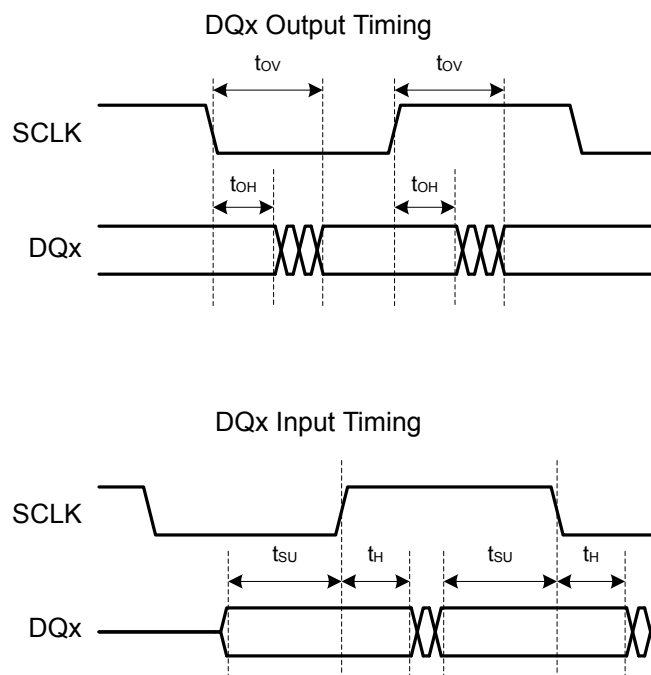 DQx Output Timing
tOV tOV
SCLK
tOH tOH
DQx
DQx Input Timing
SCLK
tSU tH tSU tH
DQx